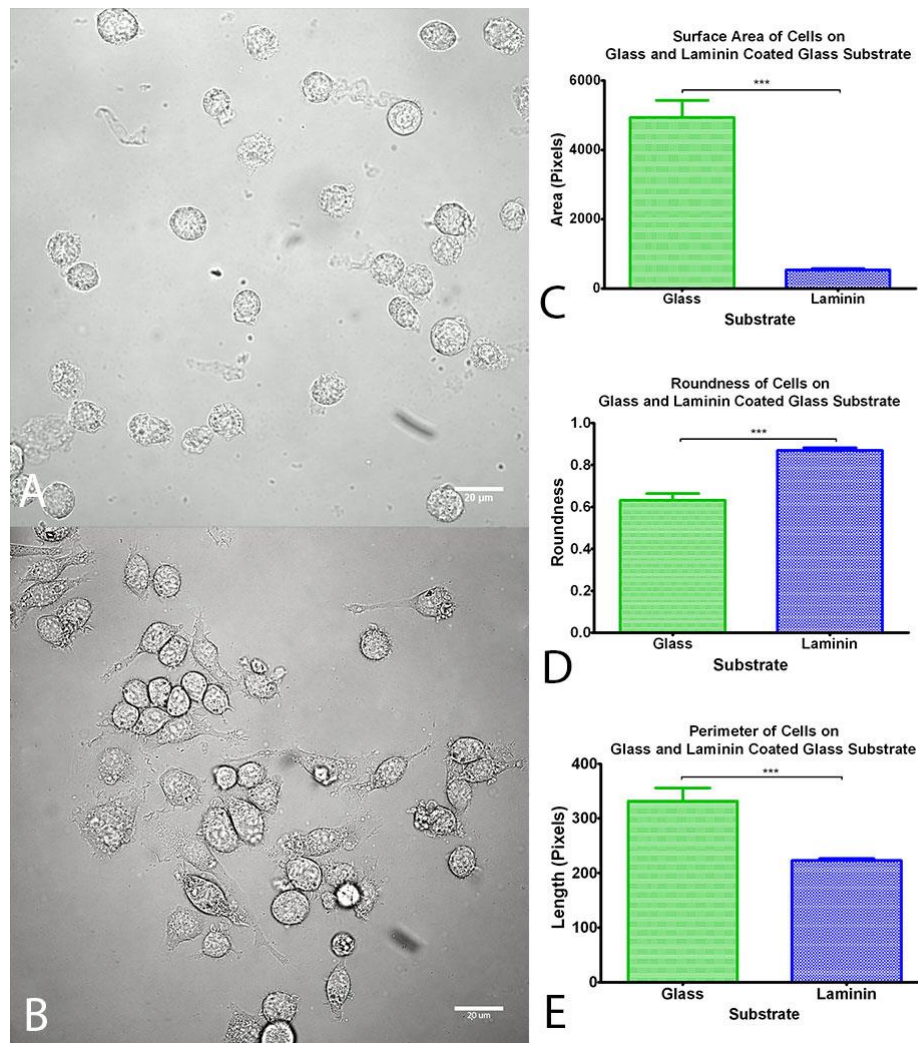 A
20 µm
B
20 um
Surface Area of Cells on
Glass and Laminin Coated Glass Substrate
***
6000
4000
2000
0
Area (Pixels)
Glass Laminin
Substrate
C
Roundness of Cells on
Glass and Laminin Coated Glass Substrate
***
1.0
0.8
0.6
0.4
0.2
0.0
Roundness
Glass Laminin
Substrate
D
Perimeter of Cells on
Glass and Laminin Coated Glass Substrate
***
400
300
200
100
0
Length (Pixels)
Glass Laminin
Substrate
E